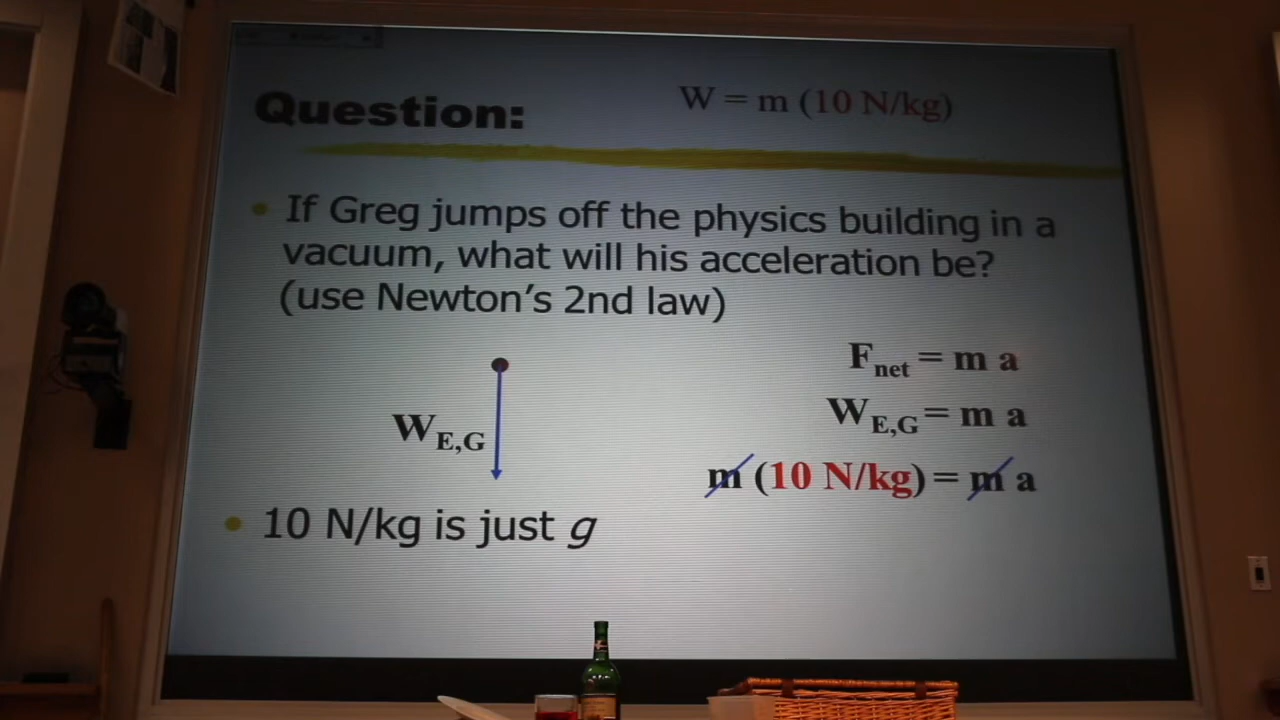 Question:
W = m (10 N/kg)
• If Greg jumps off the physics building in a
vacuum, what will his acceleration be?
(use Newton’s 2nd law)
Fnet = m a
WE,G
WE,G = m a
m (10 N/kg) = m a
• 10 N/kg is just g